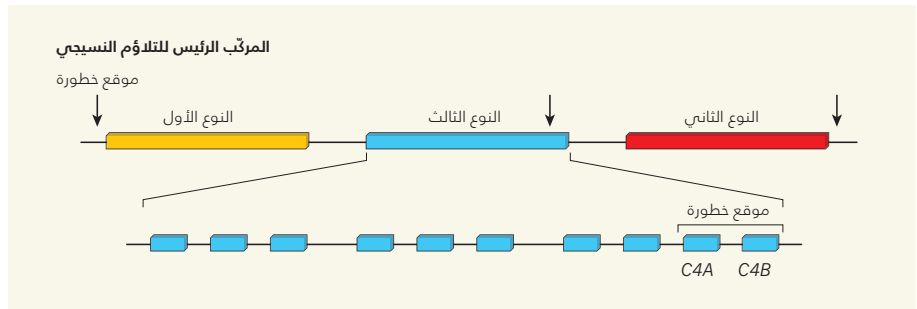 المركّب الرئيس للتلاؤم النسيجي
موقع خطورة
النوع الأول
النوع الثالث
النوع الثاني
موقع خطورة
C4A
C4B